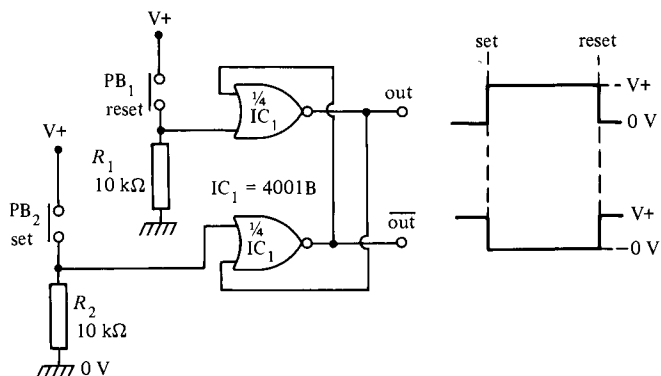 V+
PB1
reset
R1
10 kΩ
V+
PB2
set
R2
10 kΩ
0 V
¼
IC1
out
IC1 = 4001B
¼
IC1
out
set
reset
V+
0 V
V+
0 V